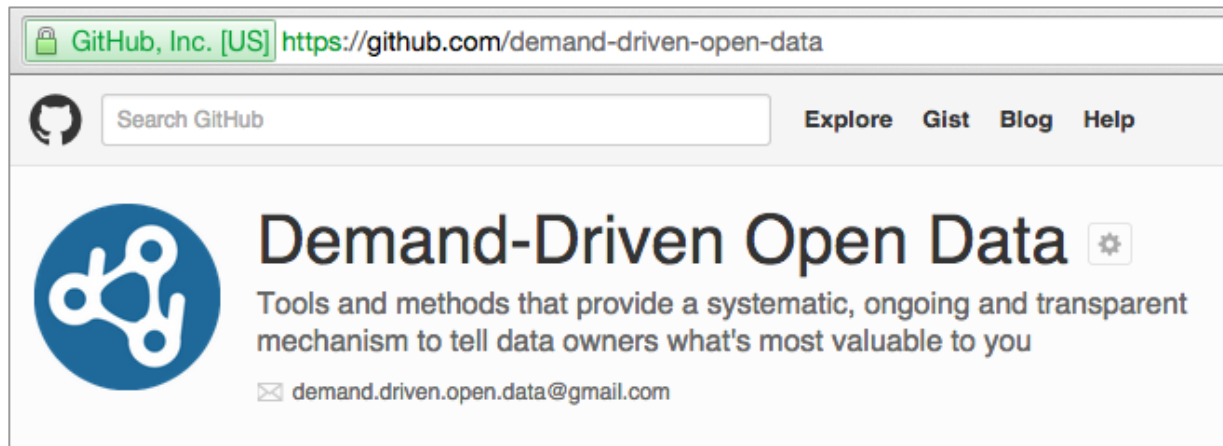 GitHub, Inc. [US] https://github.com/demand-driven-open-data
Search GitHub Explore Gist Blog Help
Demand-Driven Open Data
Tools and methods that provide a systematic, ongoing and transparent
mechanism to tell data owners what's most valuable to you
demand.driven.open.data@gmail.com